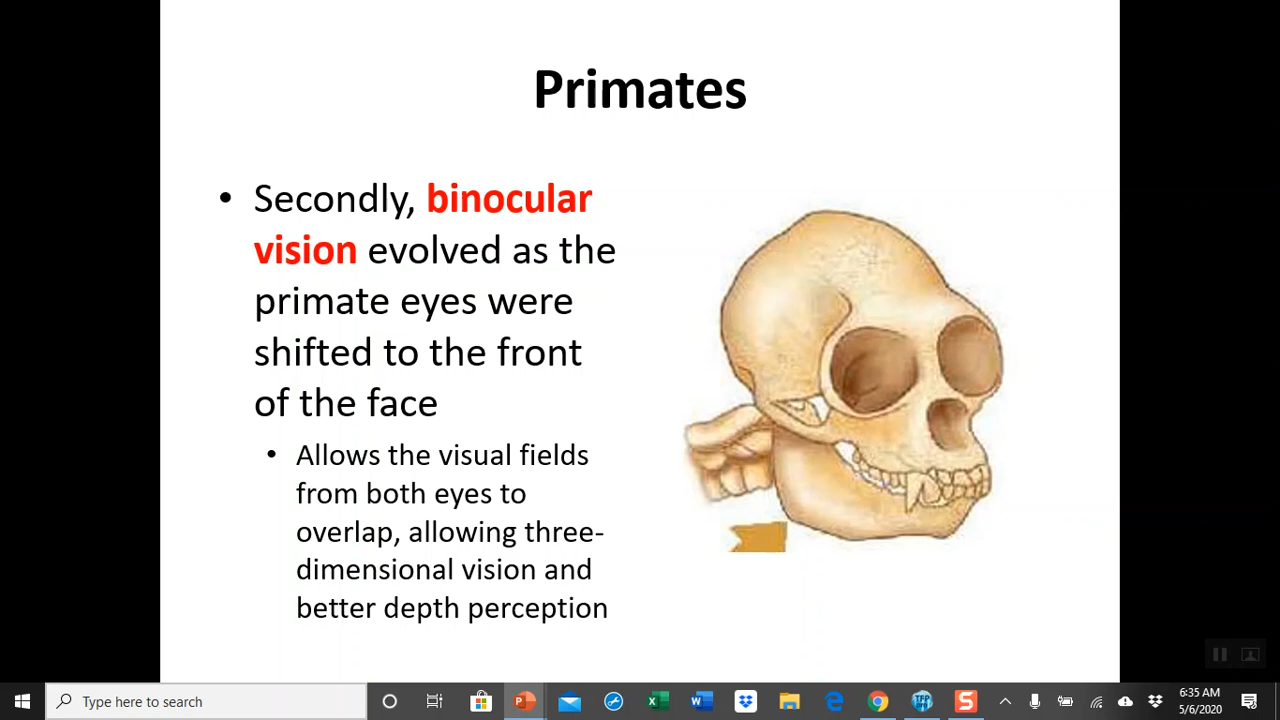 Primates
• Secondly, binocular
vision evolved as the
primate eyes were
shifted to the front
of the face
• Allows the visual fields
from both eyes to
overlap, allowing three-
dimensional vision and
better depth perception
Type here to search
6:35 AM
5/6/2020